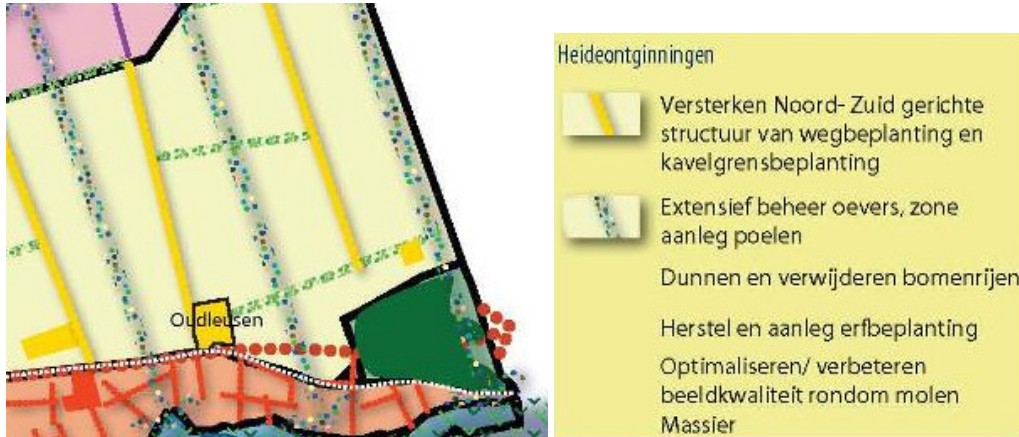 Oudleusen
Heideontginningen
Versterken Noord- Zuid gerichte
structuur van wegbeplanting en
kavelgrensbeplanting
Extensief beheer oevers, zone
aanleg poelen
Dunnen en verwijderen bomenrijen
Herstel en aanleg erfbeplanting
Optimaliseren/ verbeteren
beeldkwaliteit rondom molen
Massier